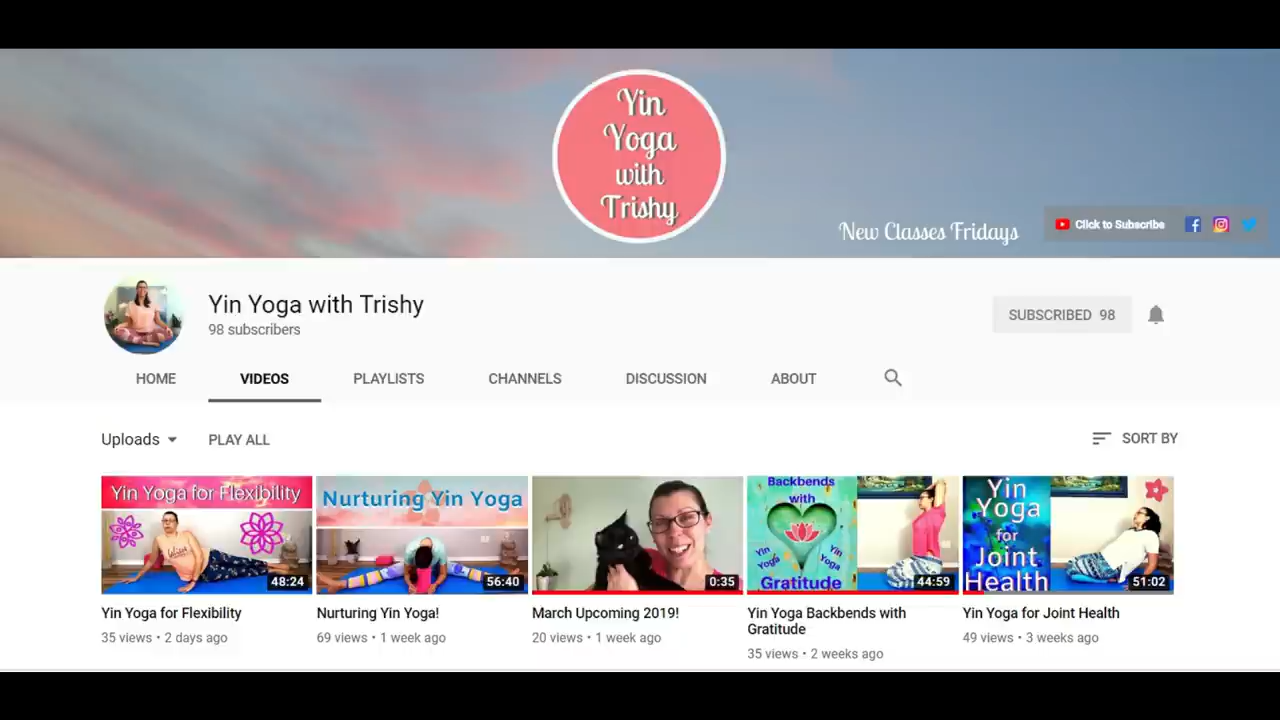 Yin
Yoga
with
Trishy
New Classes Fridays
Click to Subscribe
Yin Yoga with Trishy
98 subscribers
SUBSCRIBED 98
HOME VIDEOS PLAYLISTS CHANNELS DISCUSSION ABOUT
Uploads PLAY ALL SORT BY
Yin Yoga for Flexibility
48:24
Yin Yoga for Flexibility
35 views • 2 days ago
Nurturing Yin Yoga
56:40
Nurturing Yin Yoga!
69 views • 1 week ago
0:35
March Upcoming 2019!
20 views • 1 week ago
Backbends
with
Yin
Yoga
Yin
Yoga
Gratitude
44:59
Yin Yoga Backbends with
Gratitude
35 views • 2 weeks ago
Yin
Yoga
for
Joint
Health
51:02
Yin Yoga for Joint Health
49 views • 3 weeks ago